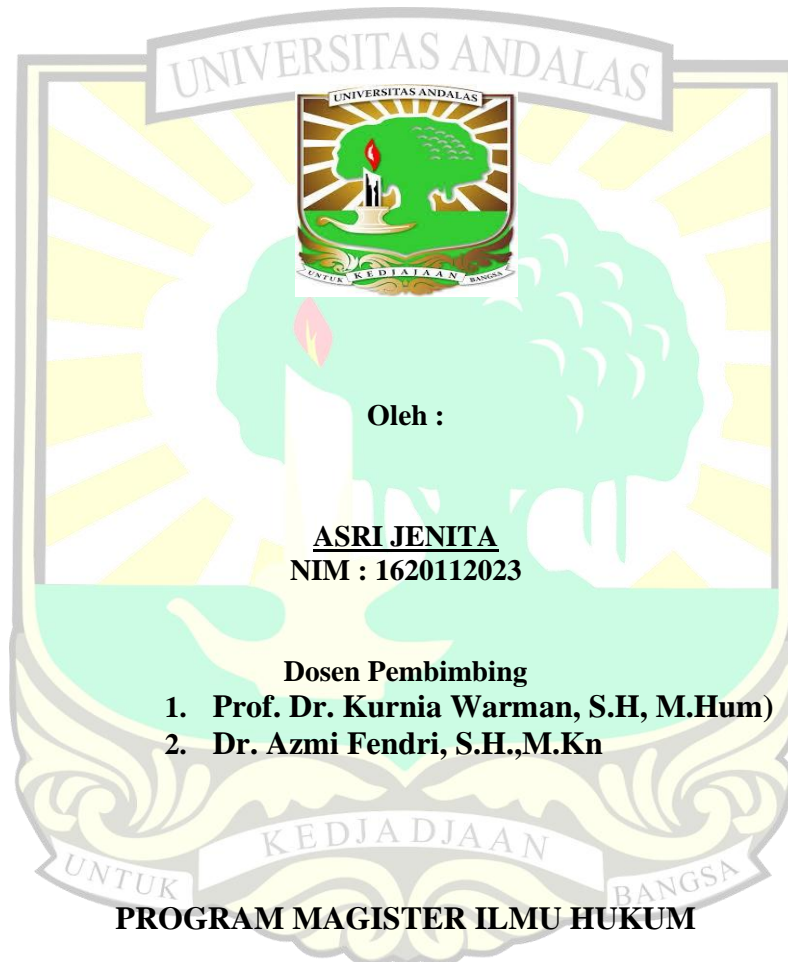 UNIVERSITAS ANDALAS
UNIVERSITAS ANDALAS
UNTUK KEDJAJAAN BANGSA
Oleh :
ASRI JENITA
NIM : 1620112023
Dosen Pembimbing
1. Prof. Dr. Kurnia Warman, S.H, M.Hum)
2. Dr. Azmi Fendri, S.H.,M.Kn
UNTUK KEDJADJAAN BANGSA
PROGRAM MAGISTER ILMU HUKUM